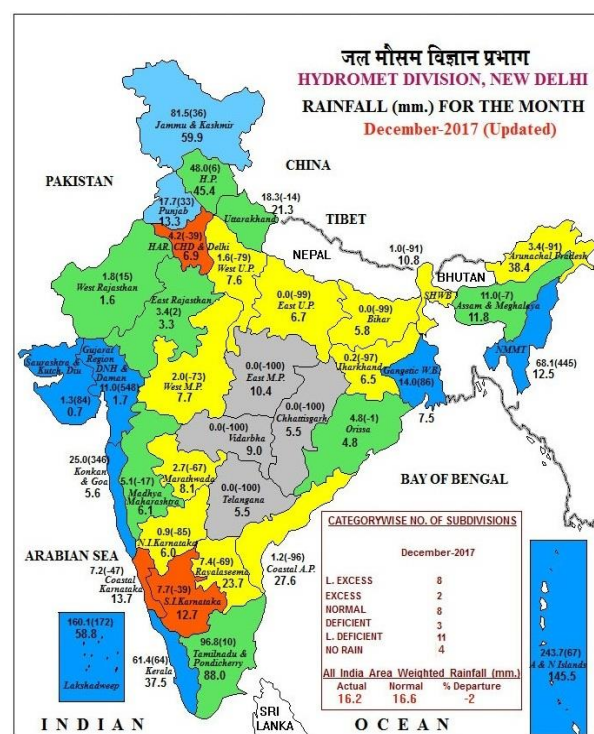 जल मौसम विज्ञान प्रभाग
HYDROMET DIVISION, NEW DELHI
RAINFALL (mm.) FOR THE MONTH
December-2017 (Updated)
81.5(36)
Jammu & Kashmir
59.9
CHINA
48.0(6)
H.P.
45.4
PAKISTAN
17.7(33)
Punjab
13.3
18.3(-14)
21.3
Uttarakhand
TIBET
4.2(-39)
HAR. CHD & Delhi
6.9
NEPAL
1.6(-79)
West U.P.
7.6
1.0(-91)
10.8
BHUTAN
3.4(-91)
Arunachal Pradesh
38.4
1.8(15)
West Rajasthan
1.6
East Rajasthan
3.4(2)
3.3
0.0(-99)
East U.P.
6.7
0.0(-99)
Bihar
5.8
SHWB
11.0(-7)
Assam & Meghalaya
11.8
NMMT
68.1(445)
12.5
Saurashtra &
Kutch, Diu
1.3(84)
0.7
Gujarat
Region
DNH &
Daman
11.0(548)
1.7
2.0(-73)
West M.P.
7.7
0.0(-100)
East M.P.
10.4
0.2(-97)
Jharkhand
6.5
Gangetic W.B.
14.0(86)
7.5
0.0(-100)
Chhattisgarh
5.5
4.8(-1)
Orissa
4.8
0.0(-100)
Vidarbha
9.0
25.0(346)
Konkan
& Goa
5.6
5.1(-17)
Madhya
Maharashtra
6.1
2.7(-67)
Marathwada
8.1
0.0(-100)
Telangana
5.5
BAY OF BENGAL
0.9(-85)
N.I.Karnataka
6.0
ARABIAN SEA
7.2(-47)
Coastal
Karnataka
13.7
7.4(-69)
Rayalaseema
23.7
1.2(-96)
Coastal A.P.
27.6
7.7(-39)
S.I.Karnataka
12.7
160.1(172)
58.8
Lakshadweep
61.4(64)
Kerala
37.5
96.8(10)
Tamilnadu &
Pondicherry
88.0
243.7(67)
A & N Islands
145.5
CATEGORYWISE NO. OF SUBDIVISIONS
December-2017
L. EXCESS 8
EXCESS 2
NORMAL 8
DEFICIENT 3
L. DEFICIENT 11
NO RAIN 4
All India Area Weighted Rainfall (mm.)
Actual Normal % Departure
16.2 16.6 -2
SRI
LANKA
INDIAN OCEAN